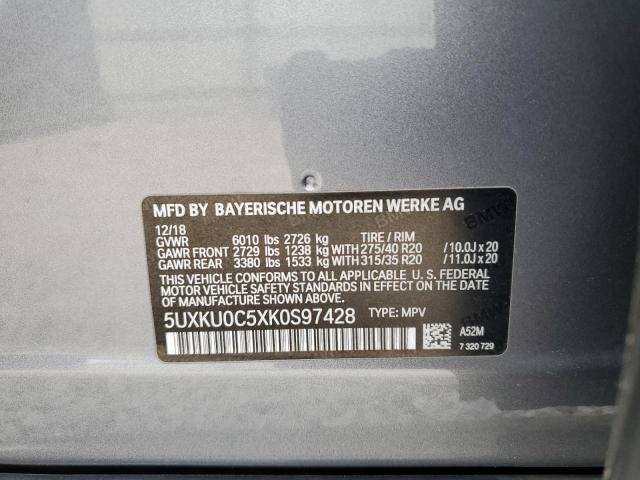 MFD BY BAYERISCHE MOTOREN WERKE AG
12/18
GVWR 6010 lbs 2726 kg TIRE / RIM
GAWR FRONT 2729 lbs 1238 kg WITH 275/40 R20 /10.0J x 20
GAWR REAR 3380 lbs 1533 kg WITH 315/35 R20 /11.0J x 20
THIS VEHICLE CONFORMS TO ALL APPLICABLE U. S. FEDERAL
MOTOR VEHICLE SAFETY STANDARDS IN EFFECT ON THE DATE
OF MANUFACTURE SHOWN ABOVE.
5UXKU0C5XK0S97428 TYPE: MPV
A52M
7 320 729
BMW